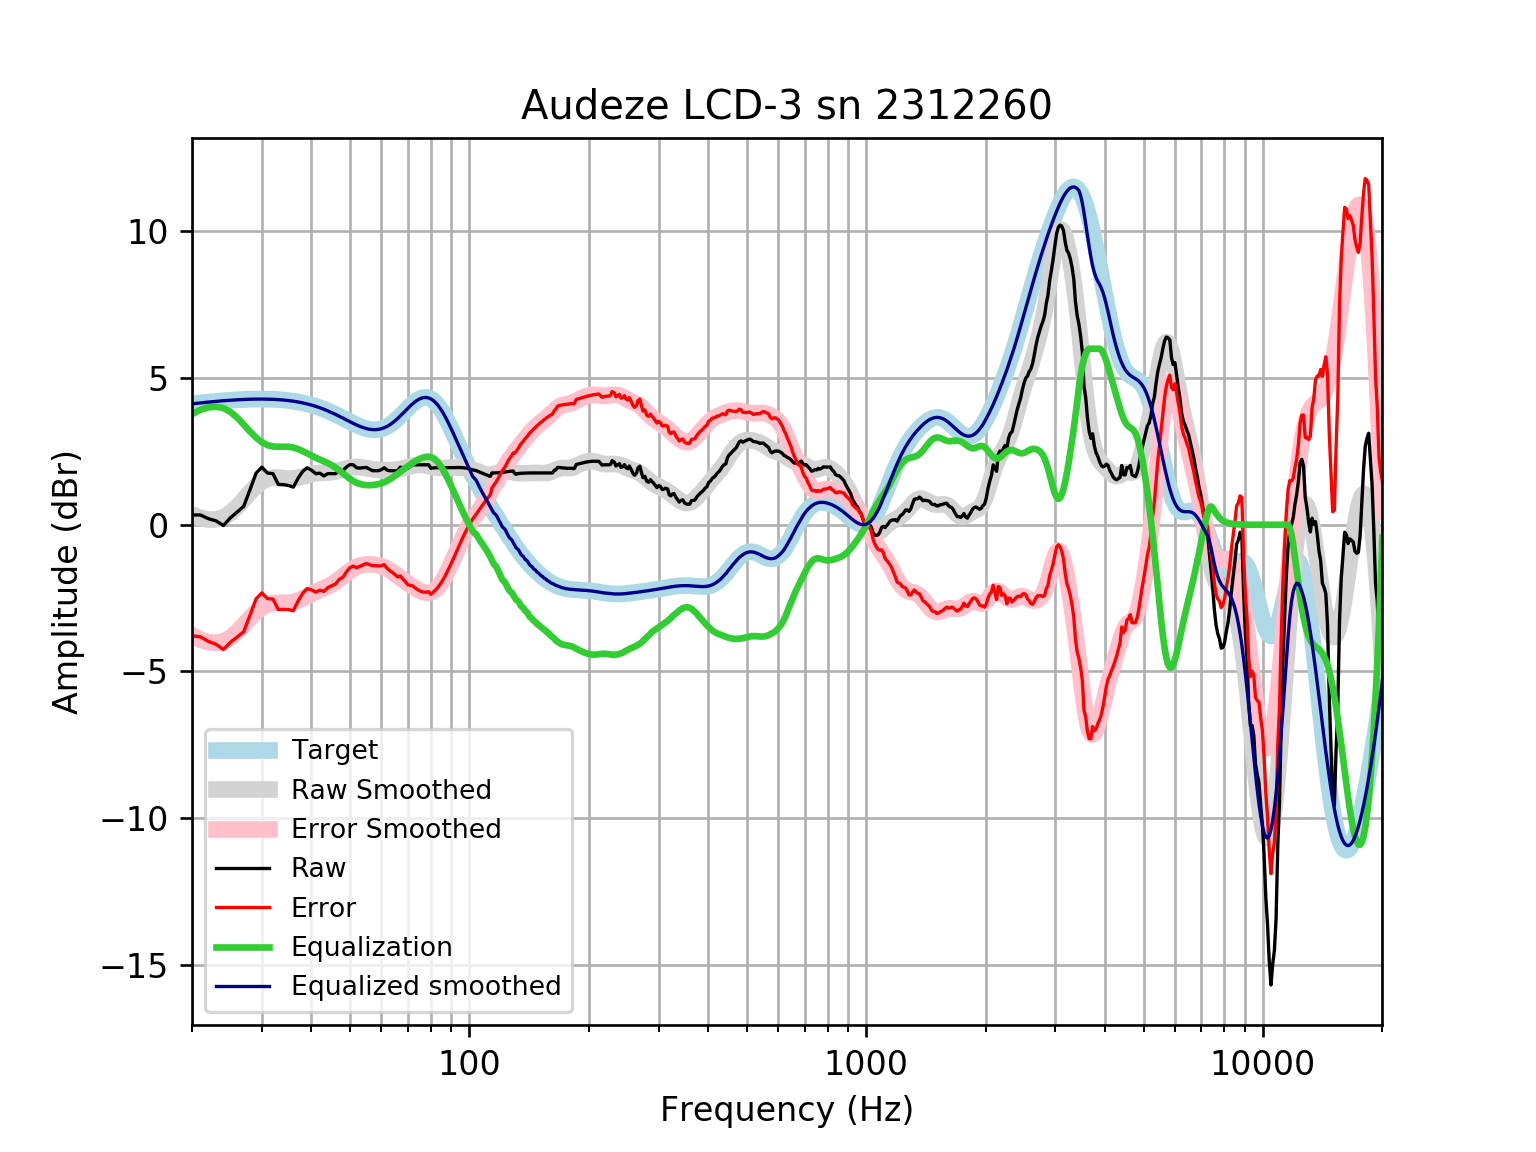 Audeze LCD-3 sn 2312260
Amplitude (dBr)
10
5
0
−5
−10
−15
Target
Raw Smoothed
Error Smoothed
Raw
Error
Equalization
Equalized smoothed
100 1000 10000
Frequency (Hz)